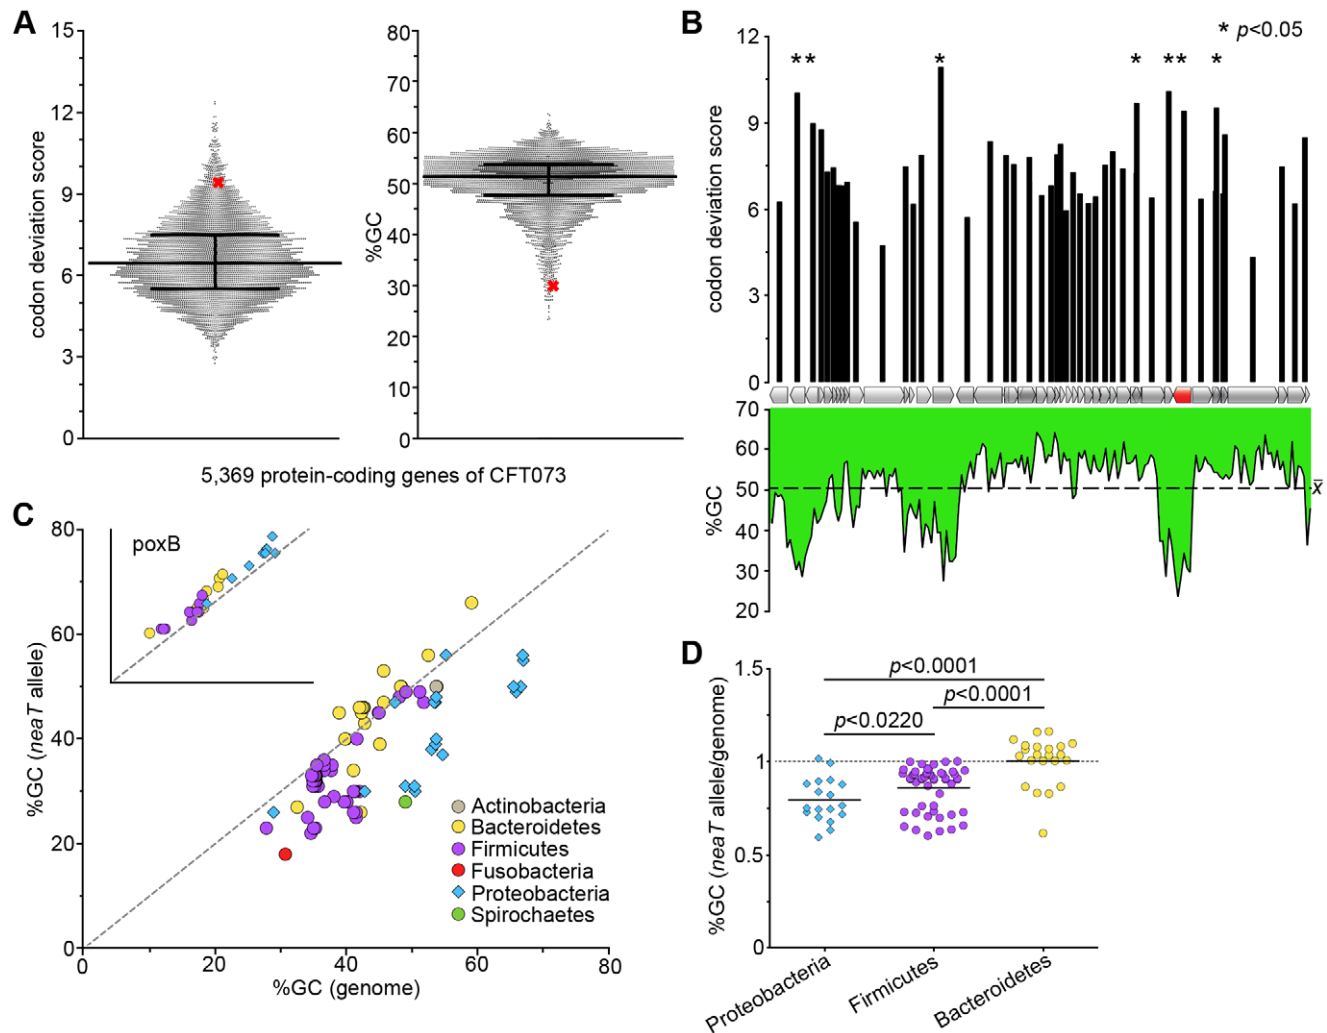 A
15
12
9
6
3
0
codon deviation score
80
70
60
50
40
30
20
10
0
%GC
5,369 protein-coding genes of CFT073
B
* p<0.05
12
9
6
3
0
codon deviation score
** * * ** *
70
60
50
40
30
20
%GC
x̄
C
80
60
40
20
0
%GC (neaT allele)
poxB
Actinobacteria
Bacteroidetes
Firmicutes
Fusobacteria
Proteobacteria
Spirochaetes
0 20 40 60 80
%GC (genome)
D
1.5
1
0.5
0
%GC (neaT allele/genome)
p<0.0001
p<0.0001
p<0.0220
Proteobacteria
Firmicutes
Bacteroidetes